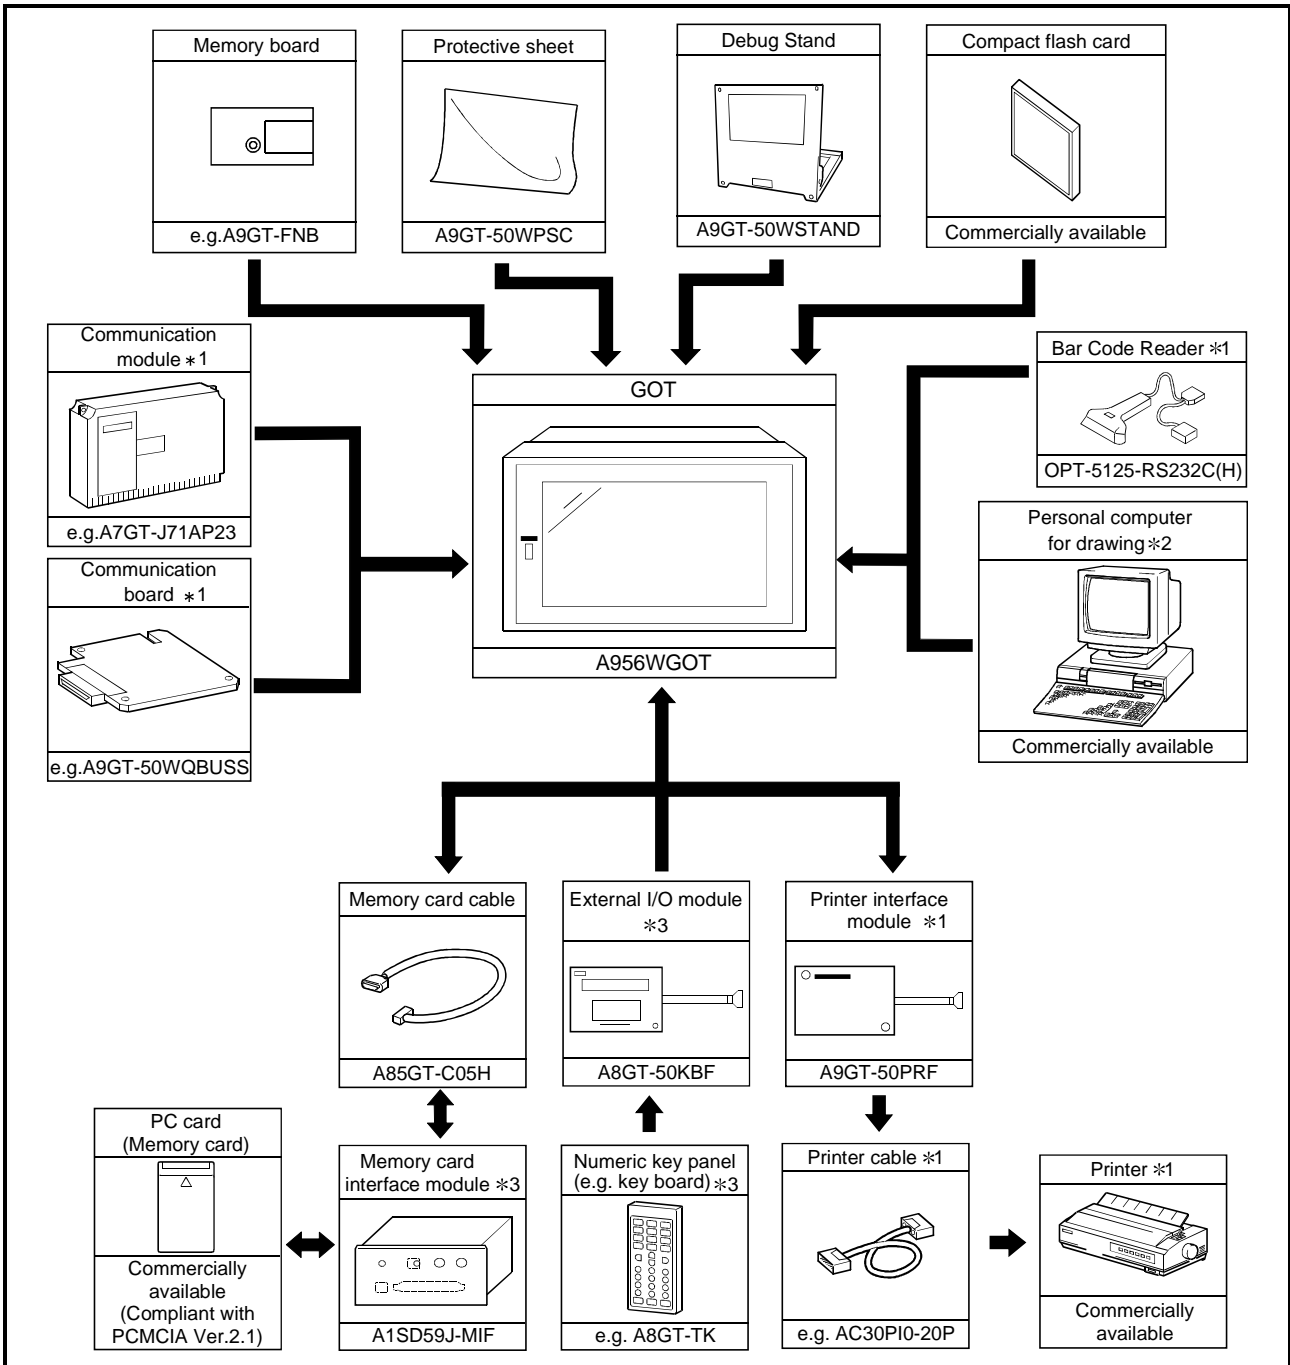 Memory board
e.g.A9GT-FNB
Protective sheet
A9GT-50WPSC
Debug Stand
A9GT-50WSTAND
Compact flash card
Commercially available
Communication
module *1
e.g.A7GT-J71AP23
Communication
board *1
e.g.A9GT-50WQBUSS
GOT
A956WGOT
Bar Code Reader *1
OPT-5125-RS232C(H)
Personal computer
for drawing*2
Commercially available
Memory card cable
A85GT-C05H
External I/O module
*3
A8GT-50KBF
Printer interface
module *1
A9GT-50PRF
PC card
(Memory card)
Commercially
available
(Compliant with
PCMCIA Ver.2.1)
Memory card
interface module *3
A1SD59J-MIF
Numeric key panel
(e.g. key board)*3
e.g. A8GT-TK
Printer cable *1
e.g. AC30PI0-20P
Printer *1
Commercially
available